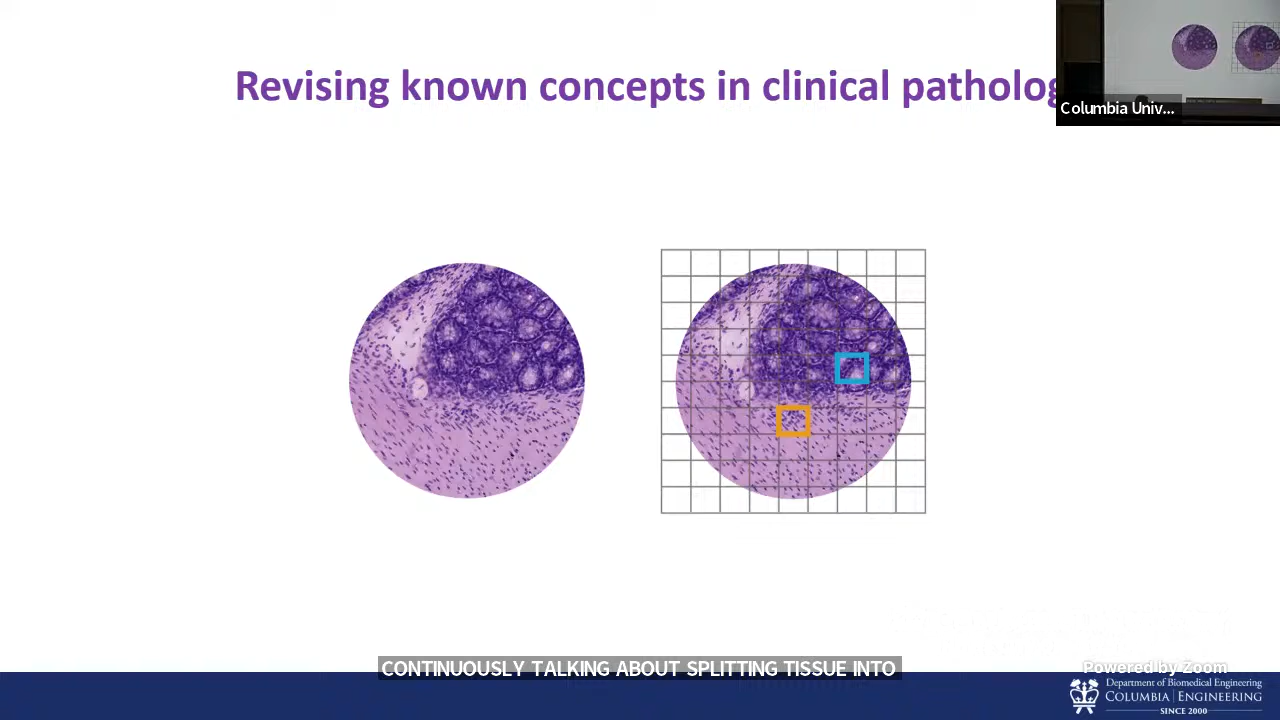 Revising known concepts in clinical patholog
Columbia Univ...
CONTINUOUSLY TALKING ABOUT SPLITTING TISSUE INTO
Powered by Zoom
Department of Biomedical Engineering
COLUMBIA | ENGINEERING
SINCE 2000